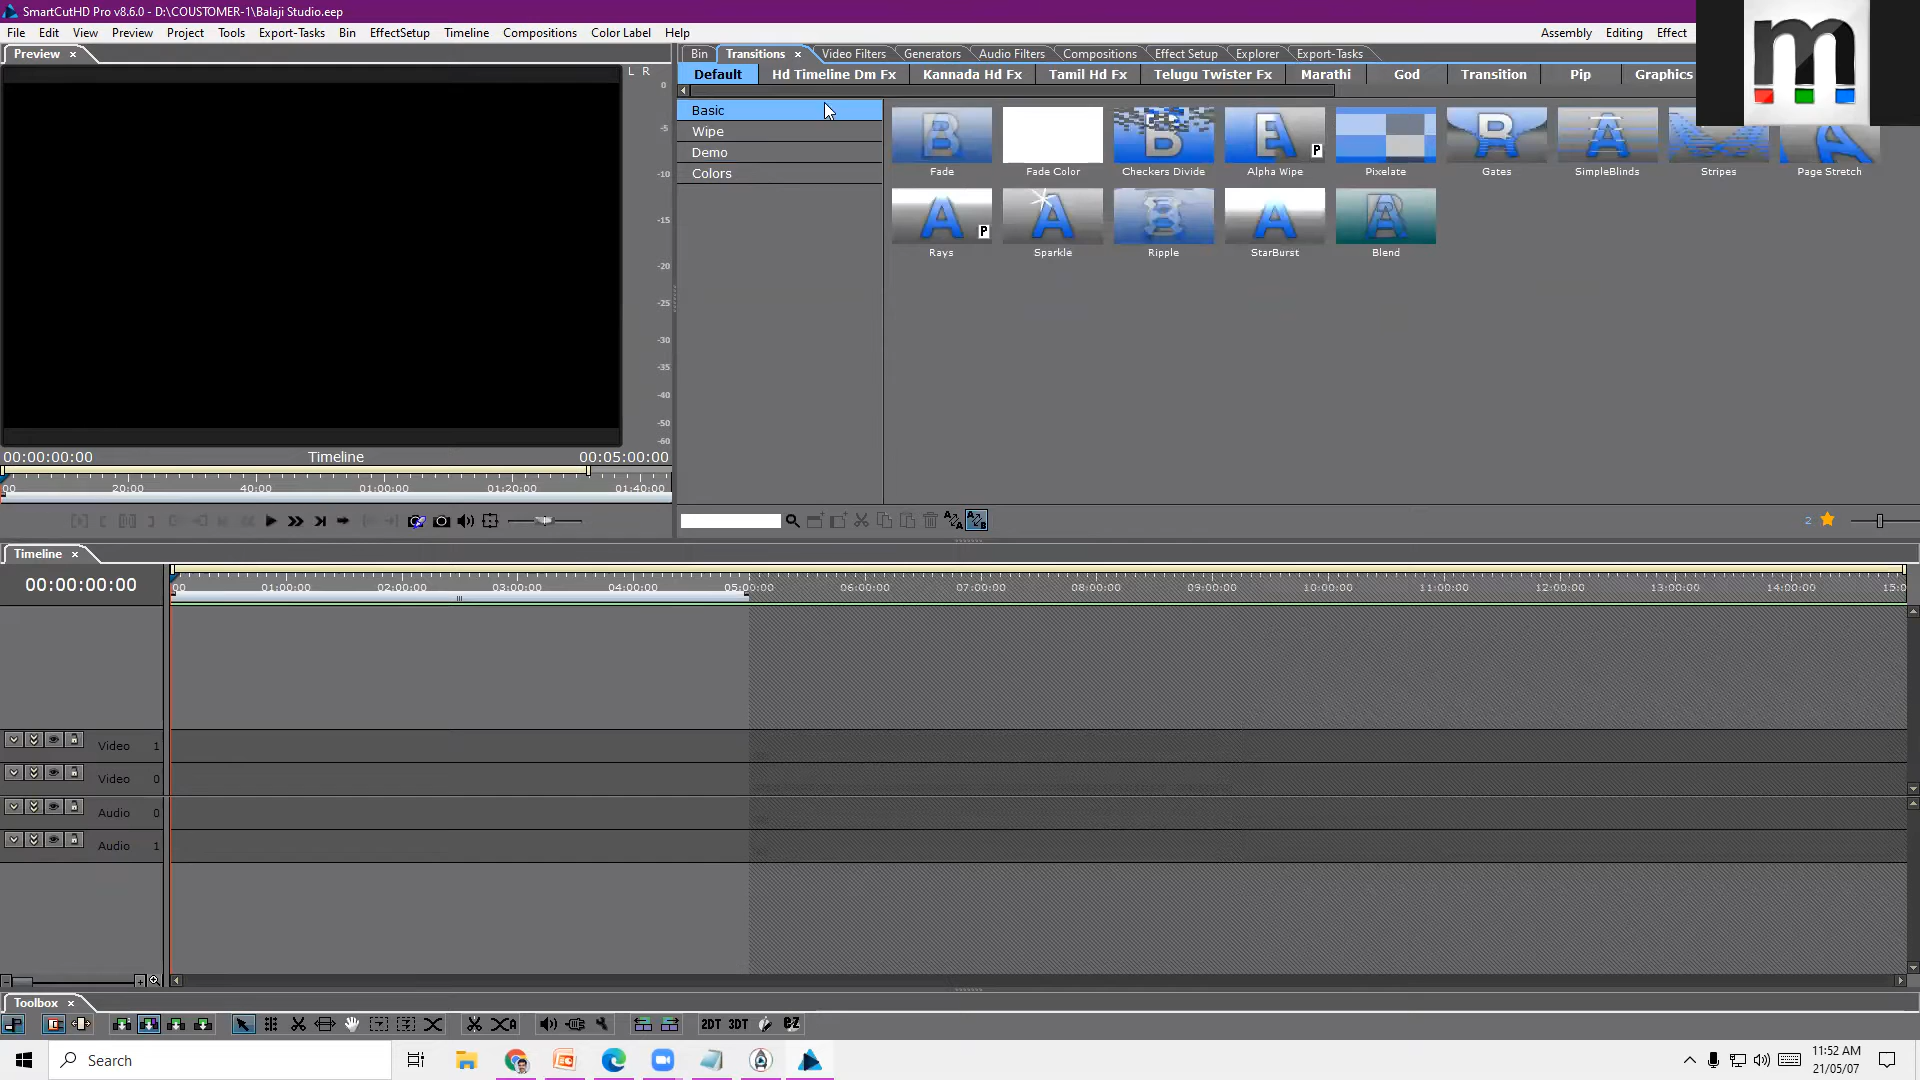 SmartCutHD Pro v8.6.0 - D:\COUSTOMER-1\Balaji Studio.eep
File Edit View Preview Project Tools Export-Tasks Bin EffectSetup Timeline Compositions Color Label Help
Assembly Editing Effect
m
Preview ×
L R
0
-5
-10
-15
-20
-25
-30
-35
-40
-50
-60
Bin Transitions × Video Filters Generators Audio Filters Compositions Effect Setup Explorer Export-Tasks
Default Hd Timeline Dm Fx Kannada Hd Fx Tamil Hd Fx Telugu Twister Fx Marathi God Transition Pip Graphics
Basic
Wipe
Demo
Colors
Fade Fade Color Checkers Divide Alpha Wipe Pixelate Gates SimpleBlinds Stripes Page Stretch
Rays Sparkle Ripple StarBurst Blend
00:00:00:00 Timeline 00:05:00:00
00 20:00 40:00 01:00:00 01:20:00 01:40:00
2
Timeline ×
00:00:00:00
00 01:00:00 02:00:00 03:00:00 04:00:00 05:00:00 06:00:00 07:00:00 08:00:00 09:00:00 10:00:00 11:00:00 12:00:00 13:00:00 14:00:00 15:0
Video 1
Video 0
Audio 0
Audio 1
Toolbox ×
2DT 3DT
Search
11:52 AM
21/05/07